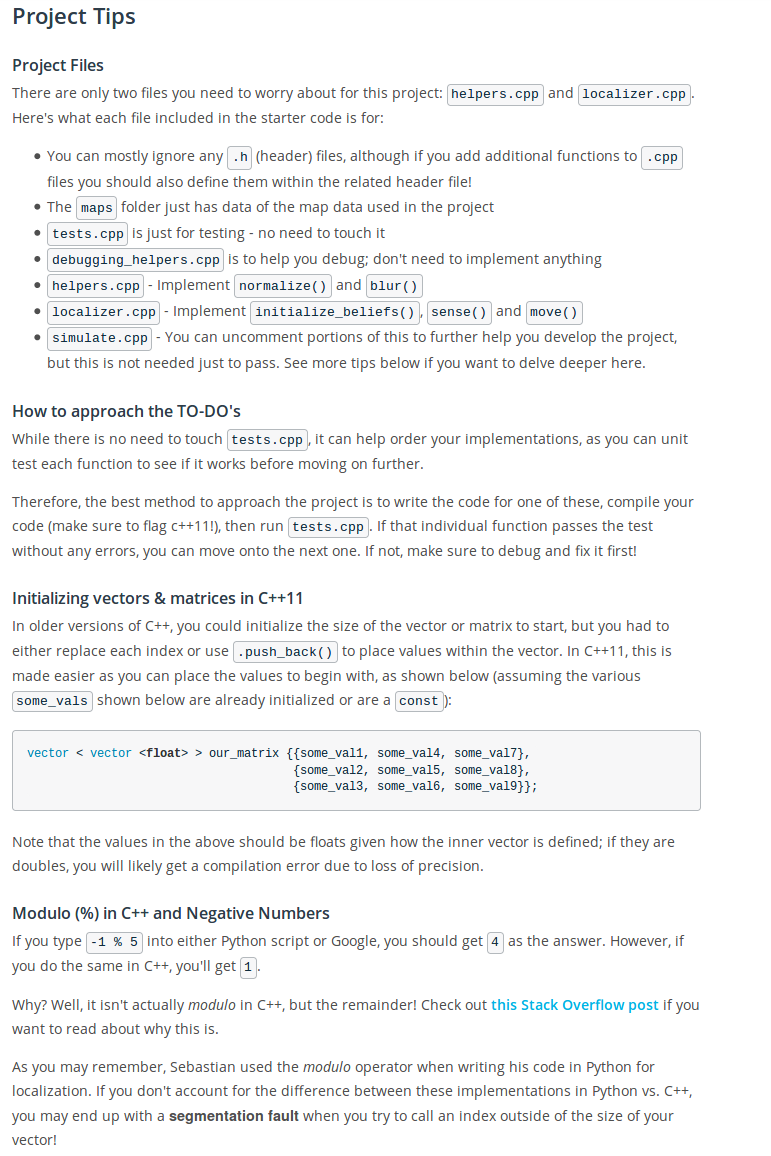 Project Tips
Project Files
There are only two files you need to worry about for this project: helpers.cpp and localizer.cpp.
Here's what each file included in the starter code is for:
• You can mostly ignore any .h (header) files, although if you add additional functions to .cpp
files you should also define them within the related header file!
• The maps folder just has data of the map data used in the project
• tests.cpp is just for testing - no need to touch it
• debugging_helpers.cpp is to help you debug; don't need to implement anything
• helpers.cpp - Implement normalize() and blur()
• localizer.cpp - Implement initialize_beliefs(), sense() and move()
• simulate.cpp - You can uncomment portions of this to further help you develop the project,
but this is not needed just to pass. See more tips below if you want to delve deeper here.
How to approach the TO-DO's
While there is no need to touch tests.cpp, it can help order your implementations, as you can unit
test each function to see if it works before moving on further.
Therefore, the best method to approach the project is to write the code for one of these, compile your
code (make sure to flag c++11!), then run tests.cpp. If that individual function passes the test
without any errors, you can move onto the next one. If not, make sure to debug and fix it first!
Initializing vectors & matrices in C++11
In older versions of C++, you could initialize the size of the vector or matrix to start, but you had to
either replace each index or use .push_back() to place values within the vector. In C++11, this is
made easier as you can place the values to begin with, as shown below (assuming the various
some_vals shown below are already initialized or are a const):
vector < vector <float> > our_matrix {{some_val1, some_val4, some_val7},
{some_val2, some_val5, some_val8},
{some_val3, some_val6, some_val9}};
Note that the values in the above should be floats given how the inner vector is defined; if they are
doubles, you will likely get a compilation error due to loss of precision.
Modulo (%) in C++ and Negative Numbers
If you type -1 % 5 into either Python script or Google, you should get 4 as the answer. However, if
you do the same in C++, you'll get 1.
Why? Well, it isn't actually modulo in C++, but the remainder! Check out this Stack Overflow post if you
want to read about why this is.
As you may remember, Sebastian used the modulo operator when writing his code in Python for
localization. If you don't account for the difference between these implementations in Python vs. C++,
you may end up with a segmentation fault when you try to call an index outside of the size of your
vector!